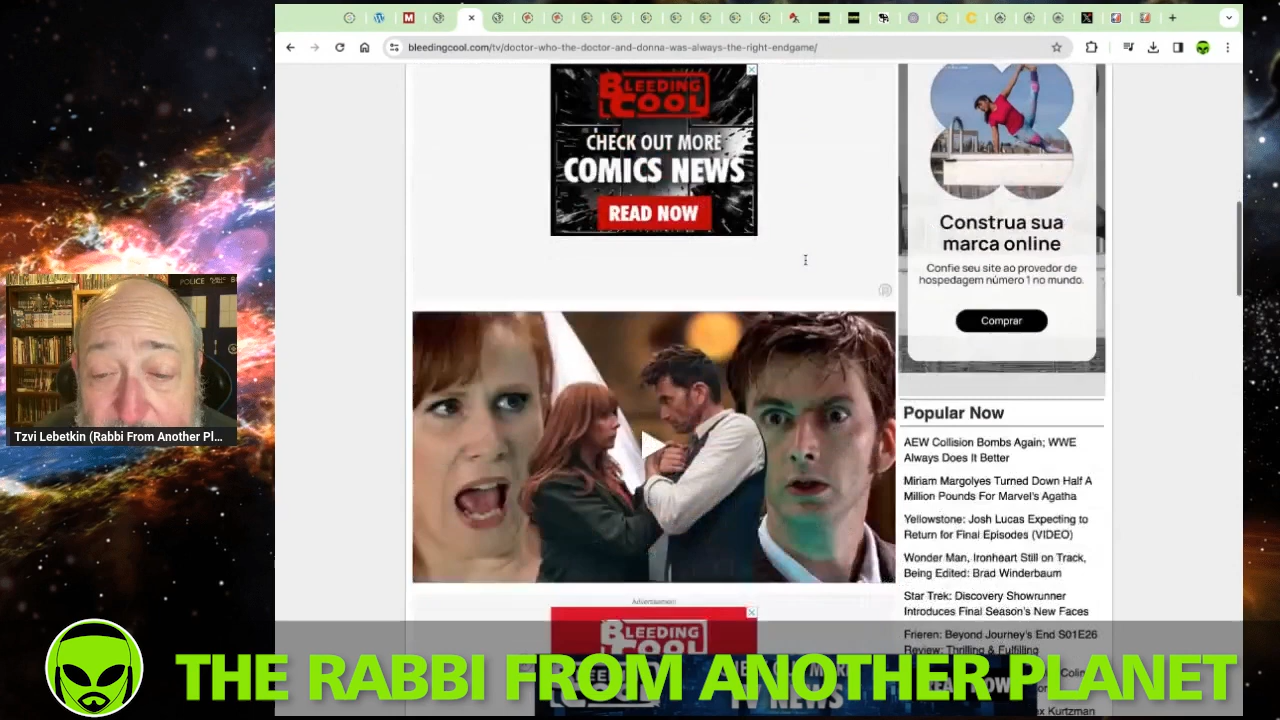 bleedingcool.com/tv/doctor-who-the-doctor-and-donna-was-always-the-right-endgame/
BLEEDING
COOL
CHECK OUT MORE
COMICS NEWS
READ NOW
Construa sua
marca online
Confie seu site ao provedor de
hospedagem número 1 no mundo.
Comprar
POLICE
Tzvi Lebetkin (Rabbi From Another Pl...
Popular Now
AEW Collision Bombs Again; WWE
Always Does It Better
Miriam Margolyes Turned Down Half A
Million Pounds For Marvel's Agatha
Yellowstone: Josh Lucas Expecting to
Return for Final Episodes (VIDEO)
Wonder Man, Ironheart Still on Track,
Being Edited: Brad Winderbaum
Star Trek: Discovery Showrunner
Introduces Final Season's New Faces
Frieren: Beyond Journey's End S01E26
Review: Thrilling & Fulfilling
Advertisement
BLEEDING
THE RABBI FROM ANOTHER PLANET